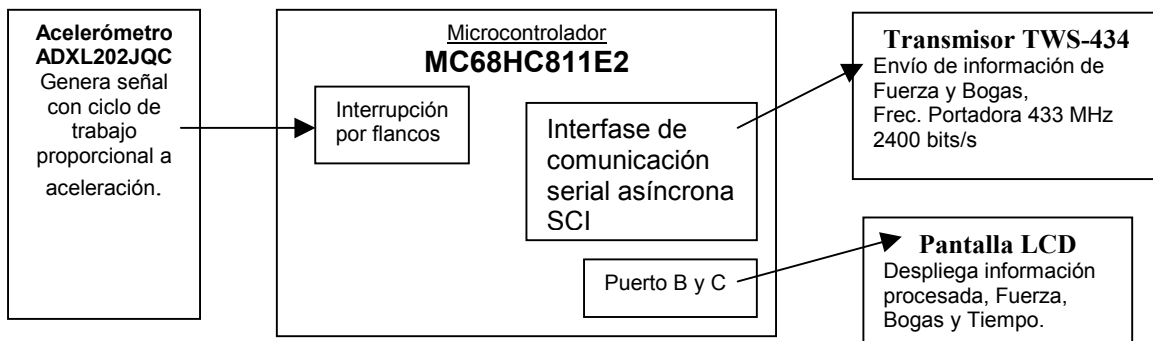 Acelerómetro
ADXL202JQC
Genera señal
con ciclo de
trabajo
proporcional a
aceleración.
Microcontrolador
MC68HC811E2
Interrupción
por flancos
Interfase de
comunicación
serial asíncrona
SCI
Puerto B y C
Transmisor TWS-434
Envío de información de
Fuerza y Bogas,
Frec. Portadora 433 MHz
2400 bits/s
Pantalla LCD
Despliega información
procesada, Fuerza,
Bogas y Tiempo.